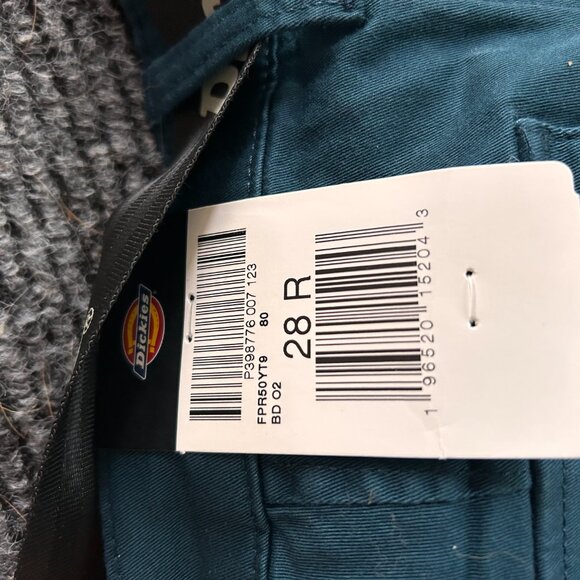 Dickies
P398776 007 123
FPR50YT9 80
BD O2
28 R
1 96520 15204 3